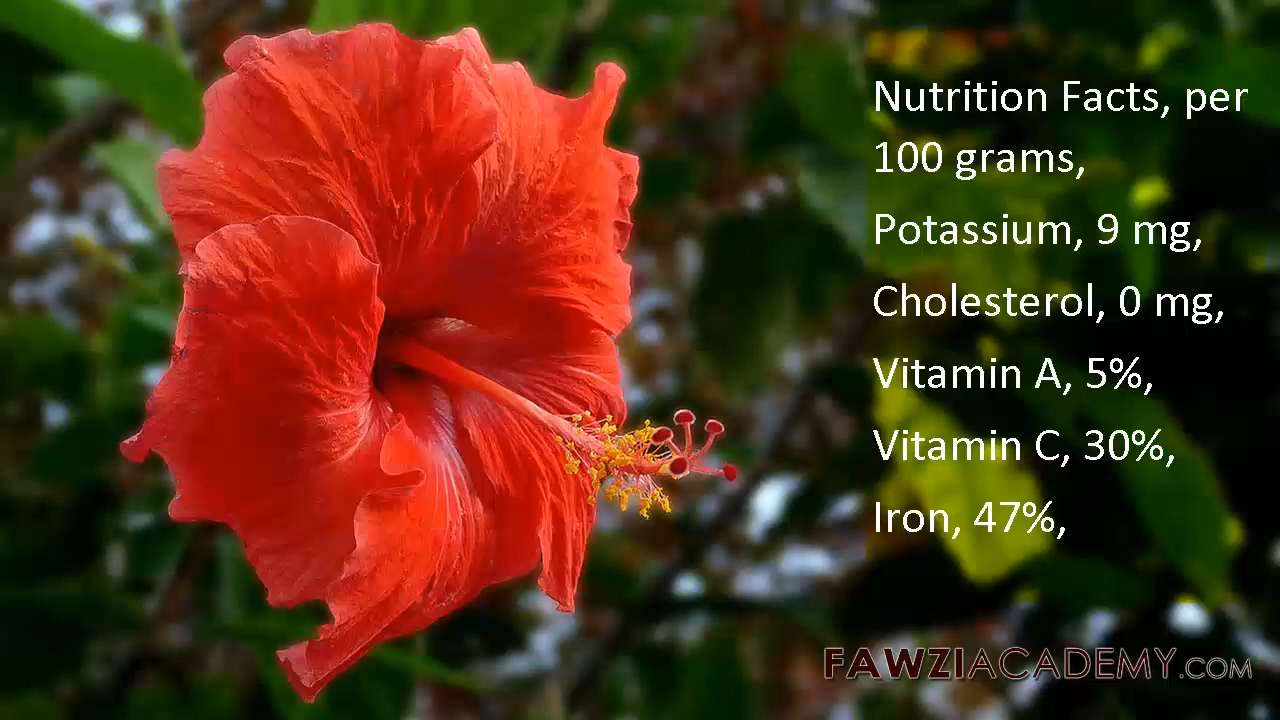 Nutrition Facts, per
100 grams,
Potassium, 9 mg,
Cholesterol, 0 mg,
Vitamin A, 5%,
Vitamin C, 30%,
Iron, 47%,
FAWZIACADEMY.COM